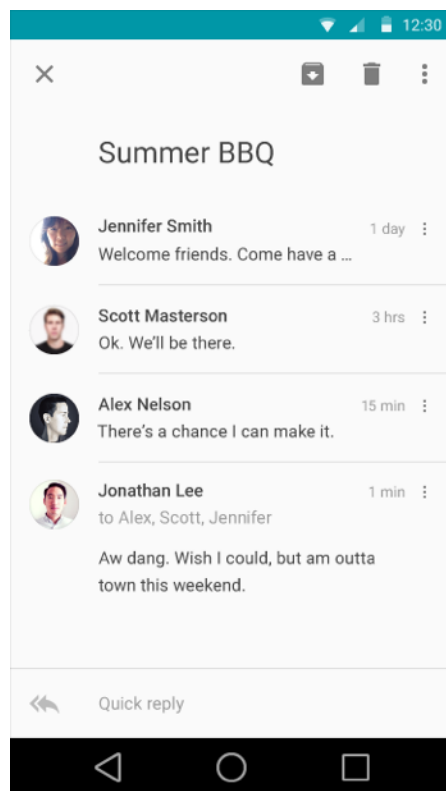 12:30
Summer BBQ
Jennifer Smith
1 day
Welcome friends. Come have a ...
Scott Masterson
3 hrs
Ok. We'll be there.
Alex Nelson
15 min
There's a chance I can make it.
Jonathan Lee
1 min
to Alex, Scott, Jennifer
Aw dang. Wish I could, but am outta
town this weekend.
Quick reply